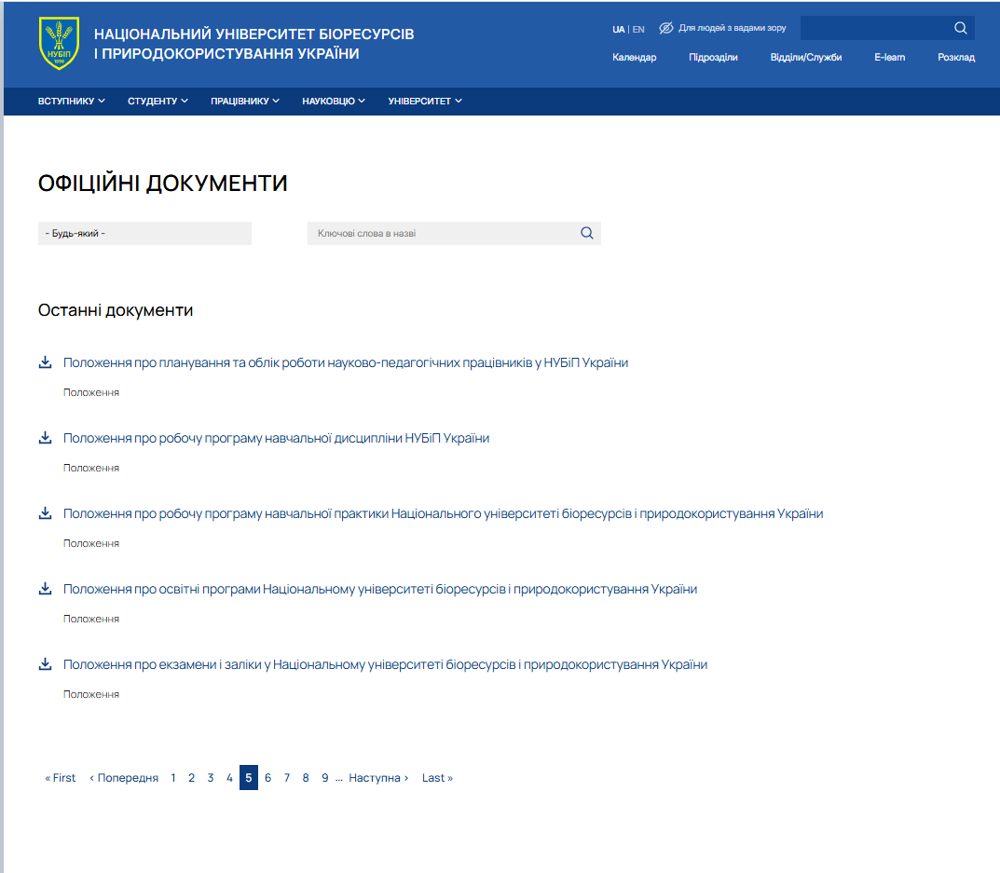 НУБІП
1898
НАЦІОНАЛЬНИЙ УНІВЕРСИТЕТ БІОРЕСУРСІВ
І ПРИРОДОКОРИСТУВАННЯ УКРАЇНИ
UA | EN
Для людей з вадами зору
Календар Підрозділи Відділи/Служби E-learn Розклад
ВСТУПНИКУ СТУДЕНТУ ПРАЦІВНИКУ НАУКОВЦЮ УНІВЕРСИТЕТ
ОФІЦІЙНІ ДОКУМЕНТИ
- Будь-який -
Ключові слова в назві
Останні документи
Положення про планування та облік роботи науково-педагогічних працівників у НУБіП України
Положення
Положення про робочу програму навчальної дисципліни НУБіП України
Положення
Положення про робочу програму навчальної практики Національного університеті біоресурсів і природокористування України
Положення
Положення про освітні програми Національному університеті біоресурсів і природокористування України
Положення
Положення про екзамени і заліки у Національному університеті біоресурсів і природокористування України
Положення
« First ‹ Попередня 1 2 3 4 5 6 7 8 9 ... Наступна › Last »